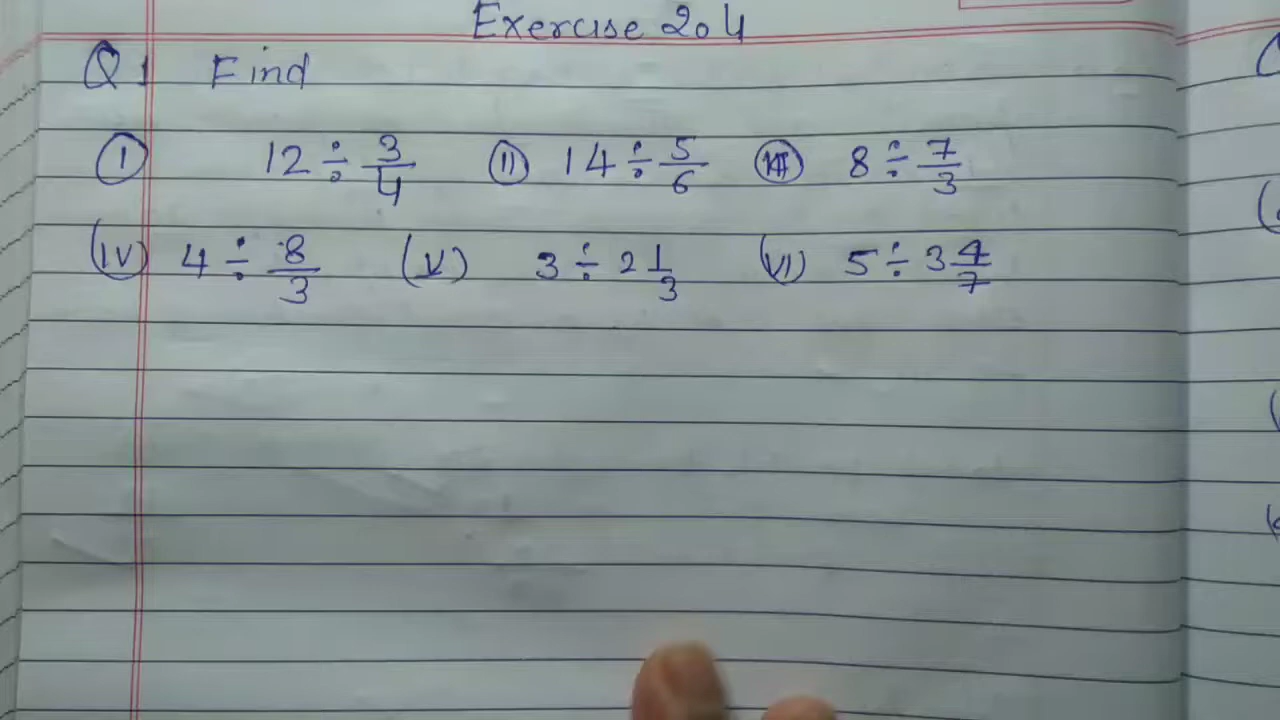 Exercise 2.4
Q1 Find
(I) 12 ÷ 3/4 (II) 14 ÷ 5/6 (III) 8 ÷ 7/3
(IV) 4 ÷ 8/3 (V) 3 ÷ 2 1/3 (VI) 5 ÷ 3 4/7